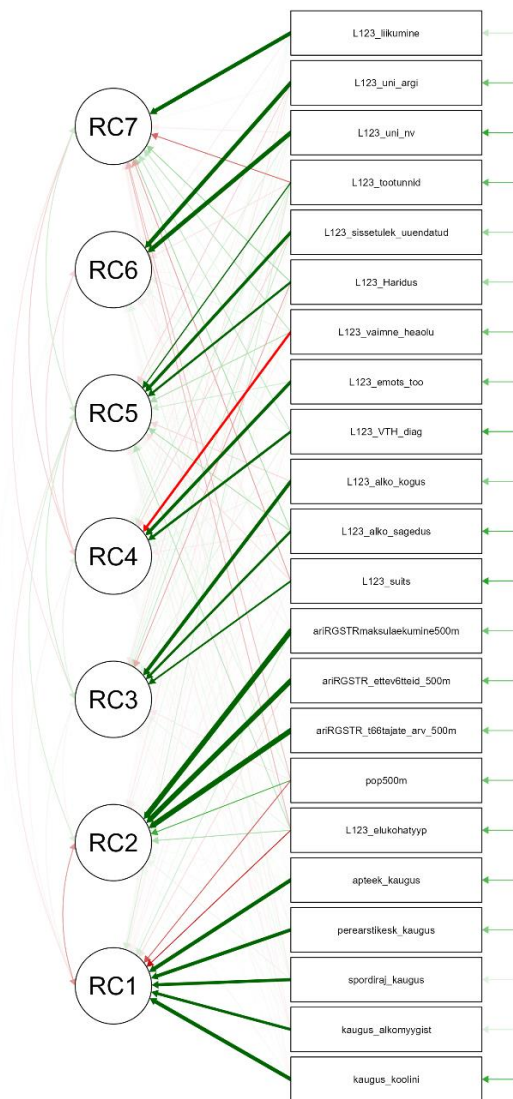 L123_liikumine
L123_uni_argi
L123_uni_nv
L123_tootunnid
L123_sissetulek_uuendatud
L123_Haridus
L123_vaimne_heaolu
L123_emots_too
L123_VTH_diag
L123_alko_kogus
L123_alko_sagedus
L123_suits
ariRGSTRmaksulaekumine500m
ariRGSTR_ettev6tteid_500m
ariRGSTR_t66tajate_arv_500m
pop500m
L123_elukohatyyp
apteek_kaugus
perearstikesk_kaugus
spordiraj_kaugus
kaugus_alkomyygist
kaugus_koolini
RC7
RC6
RC5
RC4
RC3
RC2
RC1